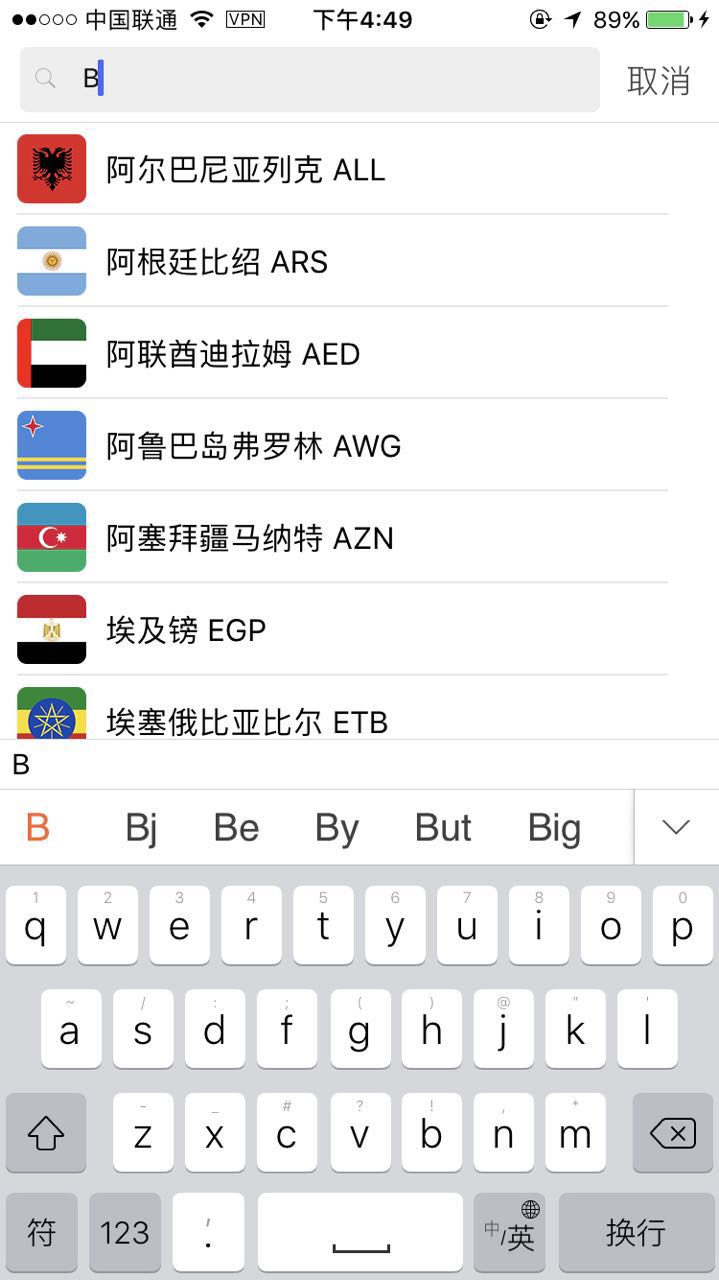 中国联通 VPN 下午4:49 89%
B 取消
阿尔巴尼亚列克 ALL
阿根廷比绍 ARS
阿联酋迪拉姆 AED
阿鲁巴岛弗罗林 AWG
阿塞拜疆马纳特 AZN
埃及镑 EGP
埃塞俄比亚比尔 ETB
B
B Bj Be By But Big
1 2 3 4 5 6 7 8 9 0
q w e r t y u i o p
~ / : ; ( ) @ " '
a s d f g h j k l
- _ # ? ! , *
z x c v b n m
符 123 ' . 中/英 换行